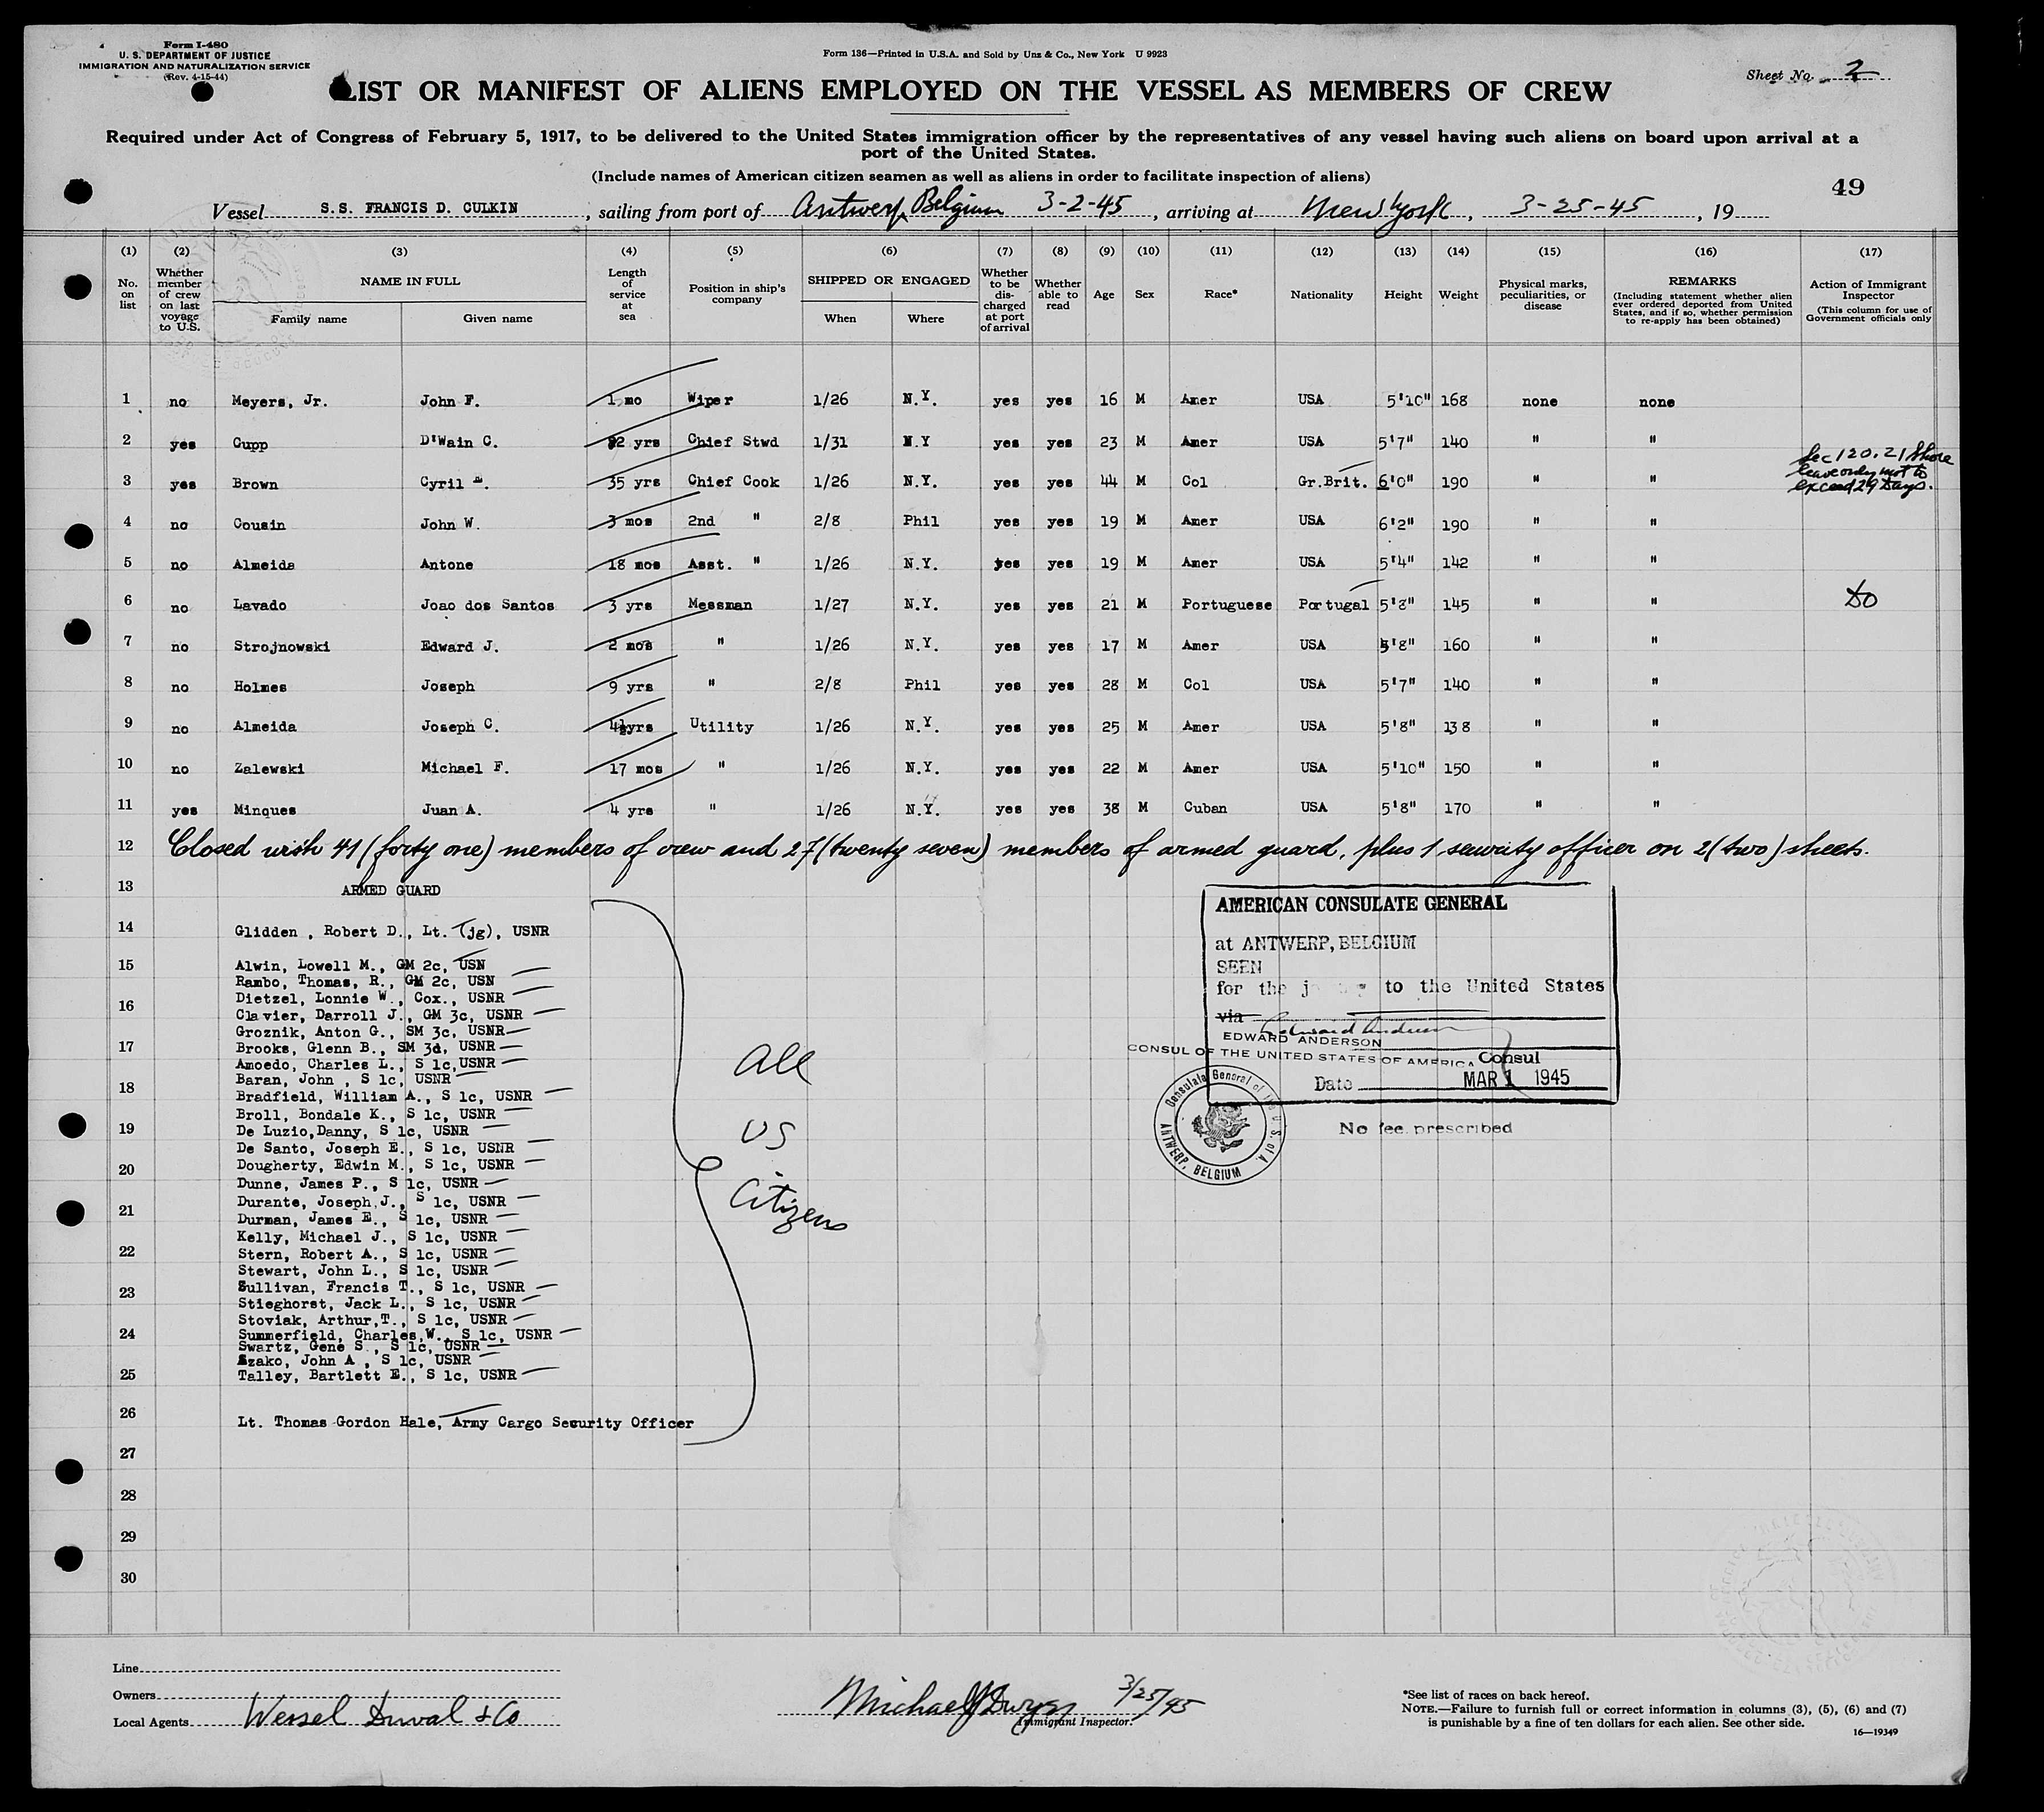 Form I-480
U. S. DEPARTMENT OF JUSTICE
IMMIGRATION AND NATURALIZATION SERVICE
(Rev. 4-15-44)
Form 136—Printed in U.S.A. and Sold by Unz & Co., New York U 9923
Sheet No. 2
LIST OR MANIFEST OF ALIENS EMPLOYED ON THE VESSEL AS MEMBERS OF CREW
Required under Act of Congress of February 5, 1917, to be delivered to the United States immigration officer by the representatives of any vessel having such aliens on board upon arrival at a
port of the United States.
(Include names of American citizen seamen as well as aliens in order to facilitate inspection of aliens)
49
Vessel S.S. FRANCIS D. CULKIN, sailing from port of Antwerp, Belgium 3-2-45, arriving at New York, 3-25-45, 19
(1) (2) (3) (4) (5) (6) (7) (8) (9) (10) (11) (12) (13) (14) (15) (16) (17)
No. on list
Whether member of crew on last voyage to U.S.
NAME IN FULL
Family name
Given name
Length of service at sea
Position in ship's company
SHIPPED OR ENGAGED
When
Where
Whether to be discharged at port of arrival
Whether able to read
Age
Sex
Race*
Nationality
Height
Weight
Physical marks, peculiarities, or disease
REMARKS
(Including statement whether alien ever ordered deported from United States, and if so, whether permission to re-apply has been obtained)
Action of Immigrant Inspector
(This column for use of Government officials only
1 no Meyers, Jr. John F. 1 mo Wiper 1/26 N.Y. yes yes 16 M Amer USA 5'10" 168 none none
2 yes Gupp D'Wain C. 2 yrs Chief Stwd 1/31 N.Y yes yes 23 M Amer USA 5'7" 140 " "
3 yes Brown Cyril E. 35 yrs Chief Cook 1/26 N.Y. yes yes 44 M Col Gr.Brit. 6'0" 190 " " Sec 120.21 Shore leave only not to exceed 29 Days.
4 no Cousin John W. 3 mos 2nd " 2/8 Phil yes yes 19 M Amer USA 6'2" 190 " "
5 no Almeida Antone 18 mos Asst. " 1/26 N.Y. yes yes 19 M Amer USA 5'4" 142 " "
6 no Lavado Joao dos Santos 3 yrs Messman 1/27 N.Y. yes yes 21 M Portuguese Portugal 5'8" 145 " " Do
7 no Strojnowski Edward J. 2 mos " 1/26 N.Y. yes yes 17 M Amer USA 5'8" 160 " "
8 no Holmes Joseph 9 yrs " 2/8 Phil yes yes 28 M Col USA 5'7" 140 " "
9 no Almeida Joseph C. 4½yrs Utility 1/26 N.Y. yes yes 25 M Amer USA 5'8" 138 " "
10 no Zalewski Michael F. 17 mos " 1/26 N.Y. yes yes 22 M Amer USA 5'10" 150 " "
11 yes Minques Juan A. 4 yrs " 1/26 N.Y. yes yes 38 M Cuban USA 5'8" 170 " "
12 Closed with 41 (forty one) members of crew and 27 (twenty seven) members of armed guard, plus 1 security officer on 2 (two) sheets.
13 ARMED GUARD
14 Glidden , Robert D., Lt. (jg), USNR
15 Alwin, Lowell M., GM 2c, USN
Rambo, Thomas, R., GM 2c, USN
Dietzel, Lonnie W., Cox., USNR
16 Clavier, Darroll J., GM 3c, USNR
Groznik, Anton G., SM 3c, USNR
17 Brooks, Glenn B., SM 3d, USNR
Amoedo, Charles L., S 1c, USNR
Baran, John , S 1c, USNR
18 Bradfield, William A., S 1c, USNR
Broll, Bondale K., S 1c, USNR
19 De Luzio,Danny, S 1c, USNR
De Santo, Joseph E., S 1c, USNR
20 Dougherty, Edwin M., S 1c, USNR
Dunne, James P., S 1c, USNR
Durante, Joseph,J., S 1c, USNR
21 Durman, James E., S 1c, USNR
Kelly, Michael J., S 1c, USNR
22 Stern, Robert A., S 1c, USNR
Stewart, John L., S 1c, USNR
23 Sullivan, Francis T., S 1c, USNR
Stieghorst, Jack L., S 1c, USNR
Stoviak, Arthur,T., S 1c, USNR
24 Summerfield, Charles,W., S 1c, USNR
Swartz, Gene S., S 1c, USNR
Szako, John A , S 1c, USNR
25 Talley, Bartlett E., S 1c, USNR
26 Lt. Thomas Gordon Hale, Army Cargo Security Officer
27
28
29
30
All
US
Citizens
AMERICAN CONSULATE GENERAL
at ANTWERP, BELGIUM
SEEN
for the to the United States
via Edward Anderson
EDWARD ANDERSON
CONSUL OF THE UNITED STATES OF AMERICA Consul
Date MAR 1 1945
No fee prescribed
Consulate General of the U.S. of A.
ANTWERP, BELGIUM
Line
Owners
Local Agents Wessel Duval & Co
Michael J Dwyer 3/25/45
Immigrant Inspector.
*See list of races on back hereof.
NOTE.—Failure to furnish full or correct information in columns (3), (5), (6) and (7)
is punishable by a fine of ten dollars for each alien. See other side.
16—19349